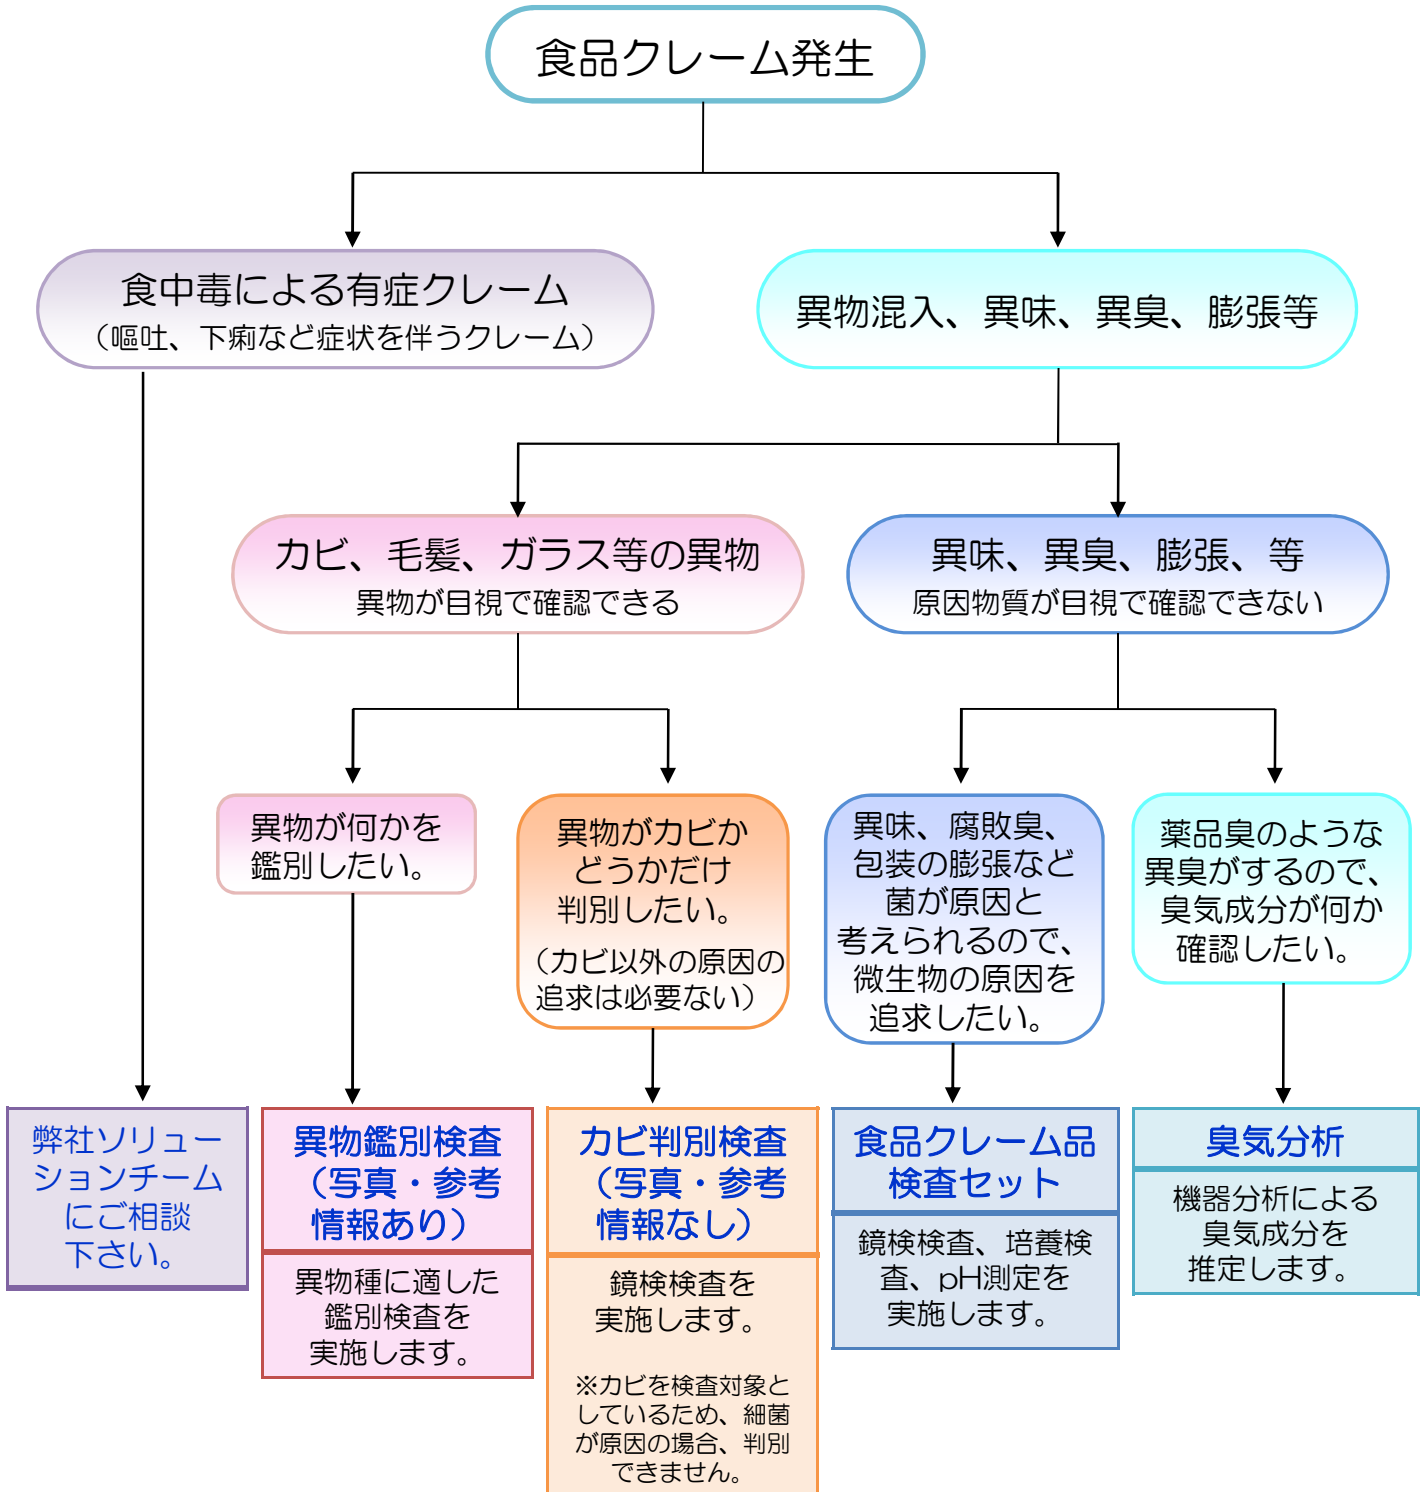 食品クレーム発生
食中毒による有症クレーム
（嘔吐、下痢など症状を伴うクレーム）
異物混入、異味、異臭、膨張等
カビ、毛髪、ガラス等の異物
異物が目視で確認できる
異味、異臭、膨張、等
原因物質が目視で確認できない
異物が何かを
鑑別したい。
異物がカビか
どうかだけ
判別したい。
（カビ以外の原因の
追求は必要ない）
異味、腐敗臭、
包装の膨張など
菌が原因と
考えられるので、
微生物の原因を
追求したい。
薬品臭のような
異臭がするので、
臭気成分が何か
確認したい。
弊社ソリュー
ションチーム
にご相談
下さい。
異物鑑別検査
（写真・参考
情報あり）
異物種に適した
鑑別検査を
実施します。
カビ判別検査
（写真・参考
情報なし）
鏡検検査を
実施します。
※カビを検査対象と
しているため、細菌
が原因の場合、判別
できません。
食品クレーム品
検査セット
鏡検検査、培養検
査、pH測定を
実施します。
臭気分析
機器分析による
臭気成分を
推定します。